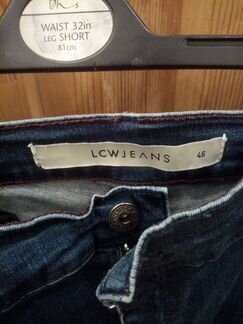 WAIST 32in
LEG SHORT
81cm
LCWJEANS 46